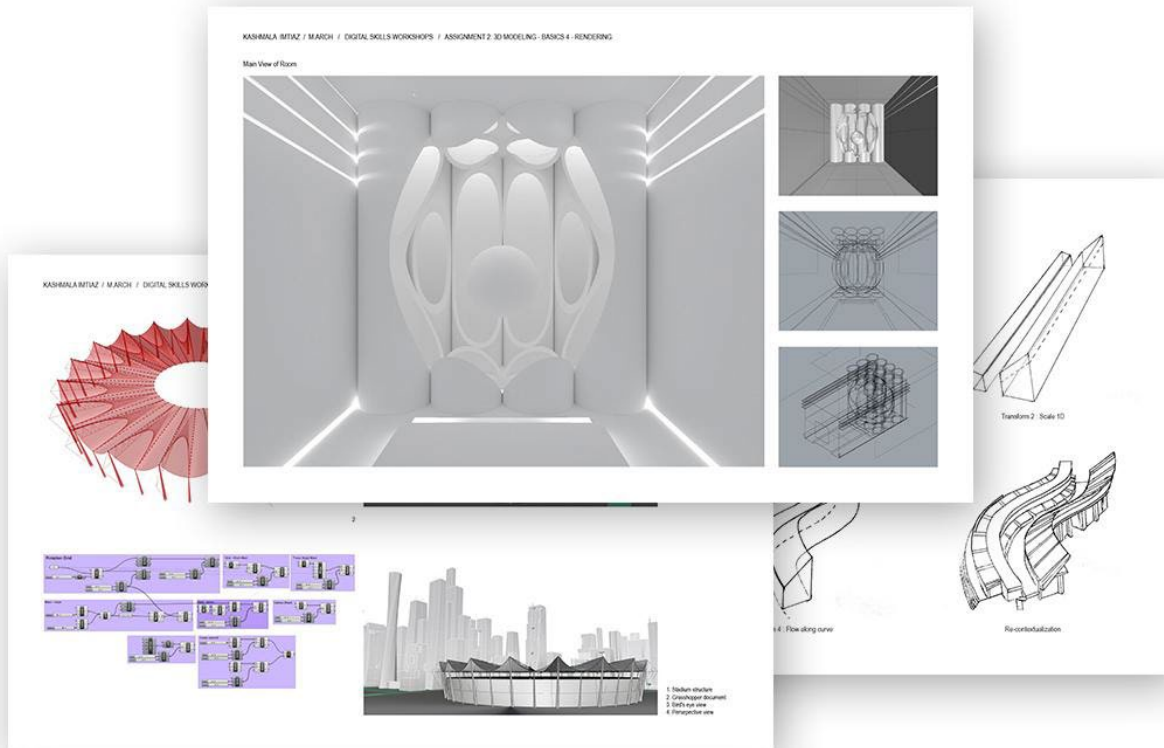 KASHMALA IMTIAZ / M.ARCH / DIGITAL SKILLS WORKSHOPS / ASSIGNMENT 2: 3D MODELING - BASICS 4 - RENDERING
Main View of Room
KASHMALA IMTIAZ / M.ARCH / DIGITAL SKILLS WORK
2
Transform 2 : Scale 1D
4 : Flow along curve
Re-contextualization
1. Stadium structure
2. Grasshopper document
3. Bird's eye view
4. Perspective view